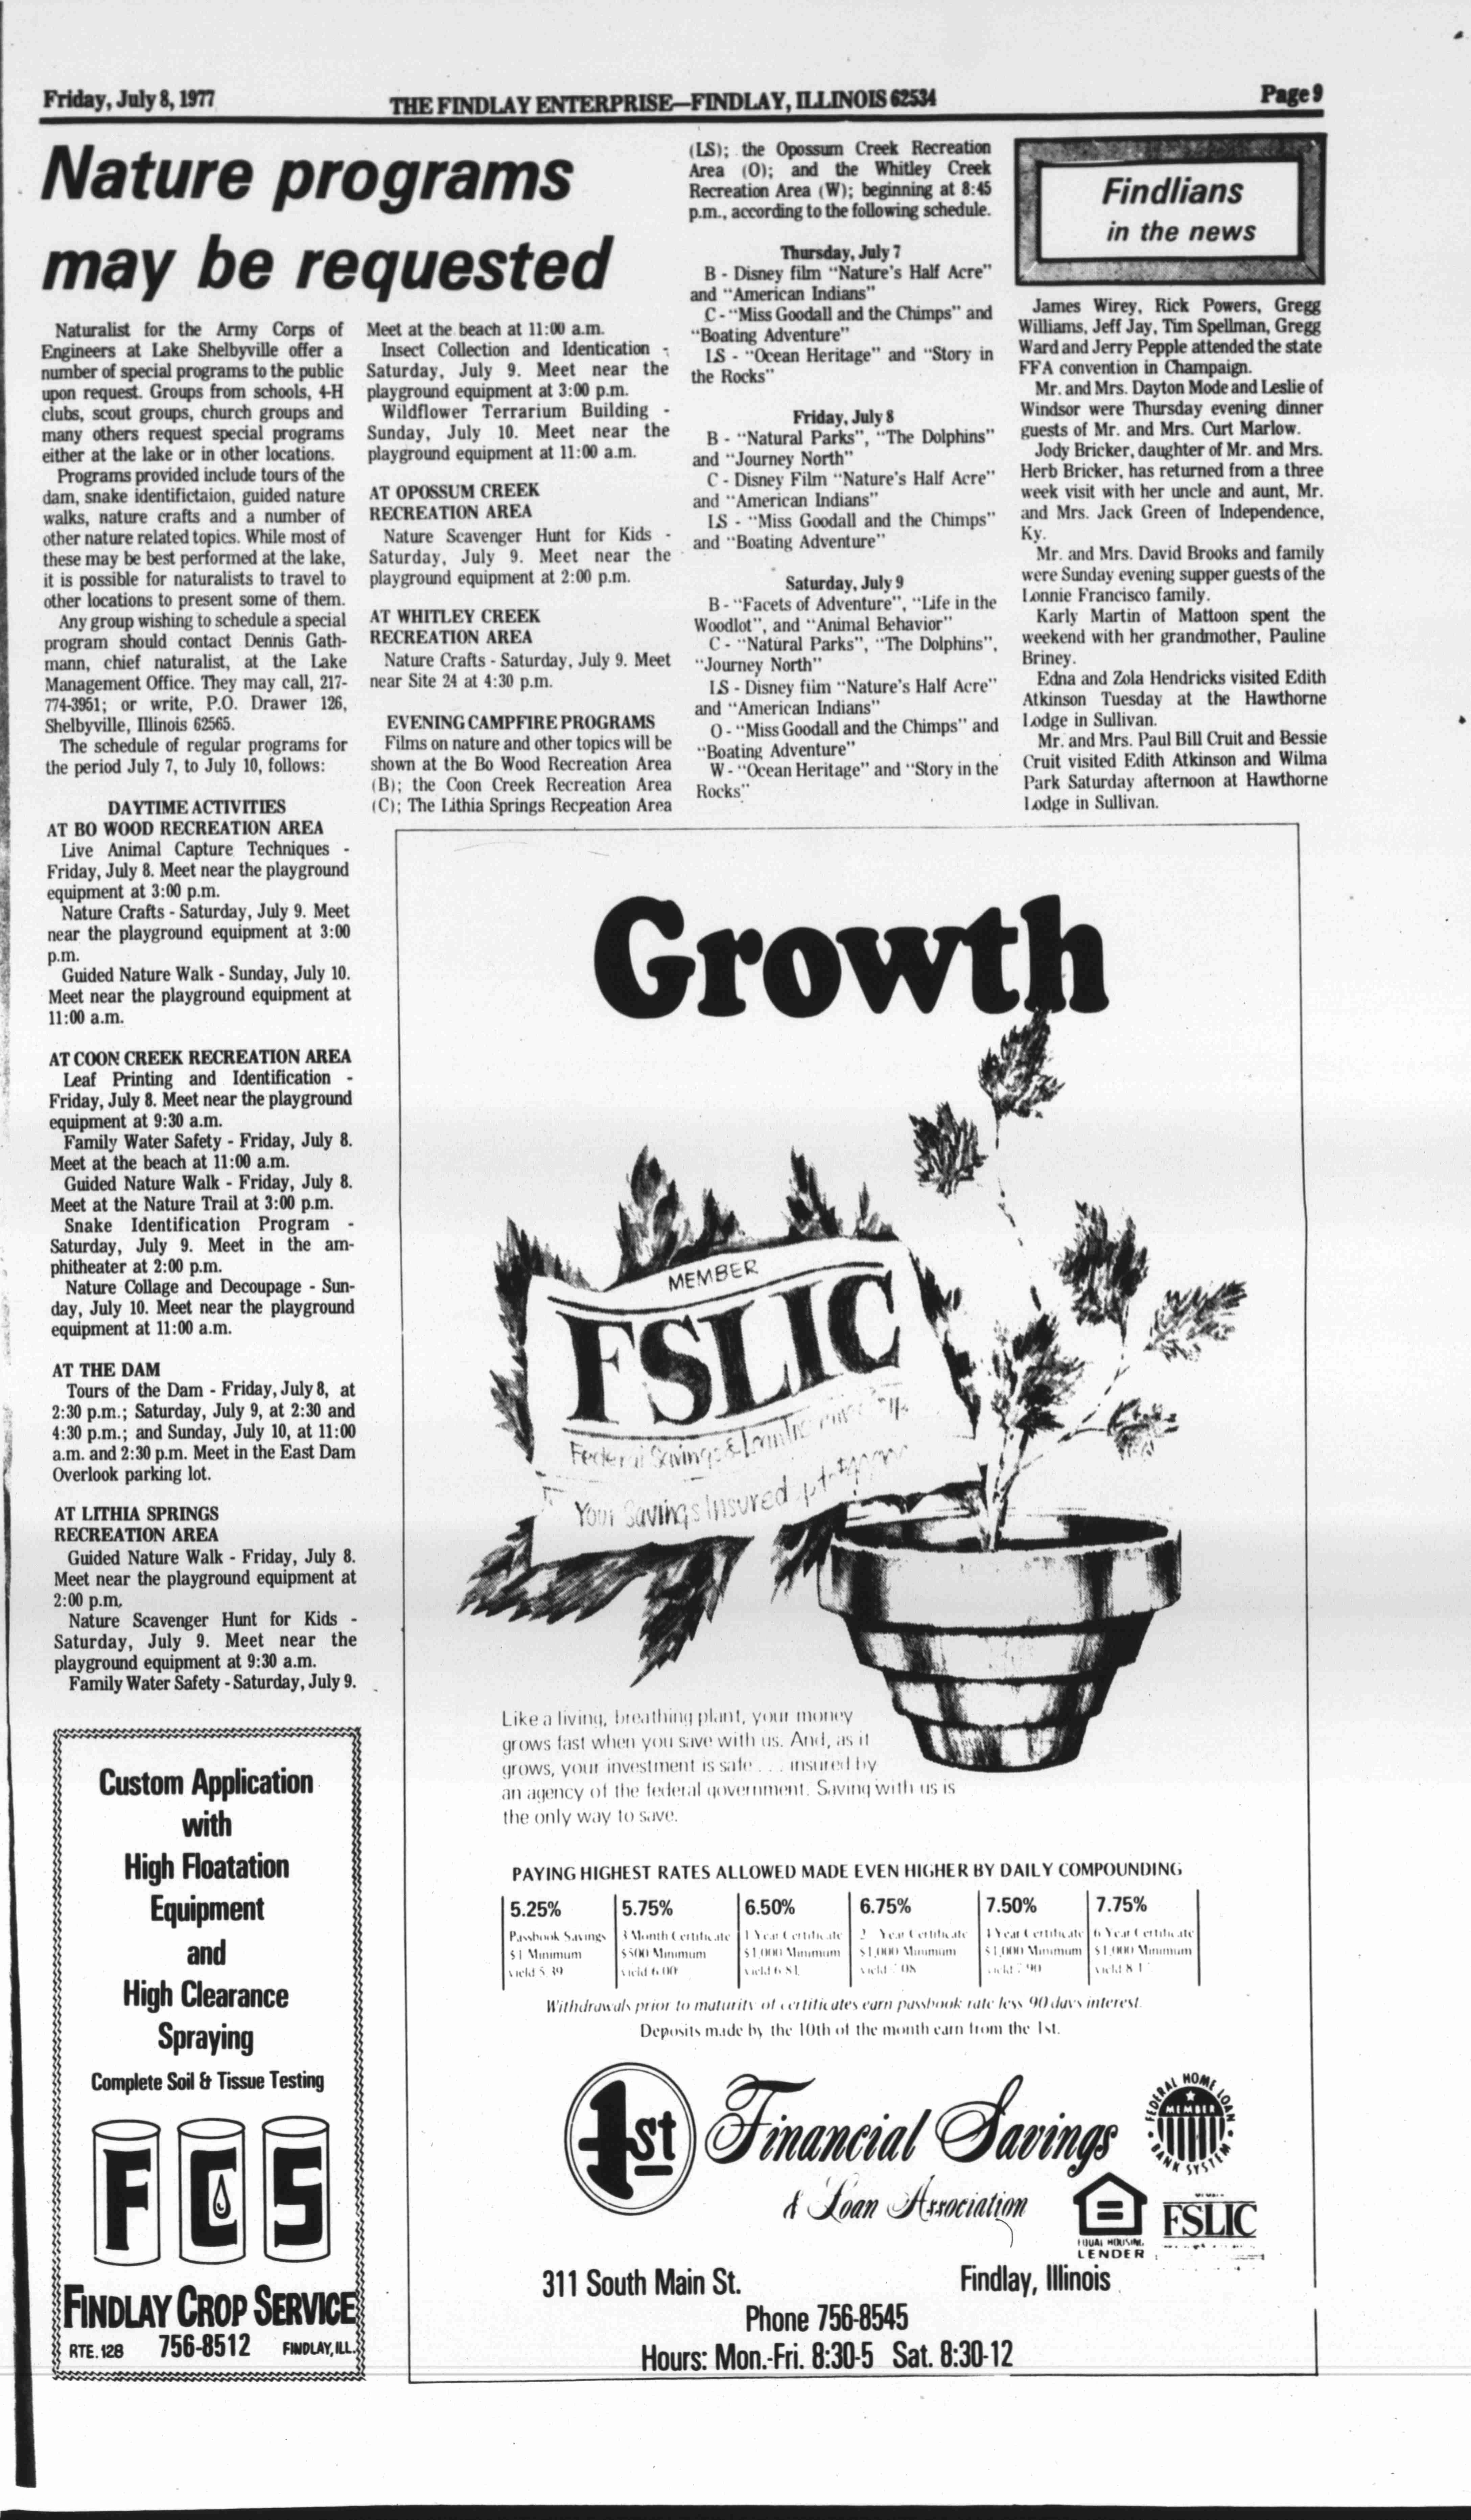 Friday, July 8, 1977
THE FINDLAY ENTERPRISE—FINDLAY, ILLINOIS 62534
Page 9
Nature programs
may be requested
Naturalist for the Army Corps of
Engineers at Lake Shelbyville offer a
number of special programs to the public
upon request. Groups from schools, 4-H
clubs, scout groups, church groups and
many others request special programs
either at the lake or in other locations.
Programs provided include tours of the
dam, snake identifictaion, guided nature
walks, nature crafts and a number of
other nature related topics. While most of
these may be best performed at the lake,
it is possible for naturalists to travel to
other locations to present some of them.
Any group wishing to schedule a special
program should contact Dennis Gath-
mann, chief naturalist, at the Lake
Management Office. They may call, 217-
774-3951; or write, P.O. Drawer 126,
Shelbyville, Illinois 62565.
The schedule of regular programs for
the period July 7, to July 10, follows:
DAYTIME ACTIVITIES
AT BO WOOD RECREATION AREA
Live Animal Capture Techniques -
Friday, July 8. Meet near the playground
equipment at 3:00 p.m.
Nature Crafts - Saturday, July 9. Meet
near the playground equipment at 3:00
p.m.
Guided Nature Walk - Sunday, July 10.
Meet near the playground equipment at
11:00 a.m.
AT COON CREEK RECREATION AREA
Leaf Printing and Identification -
Friday, July 8. Meet near the playground
equipment at 9:30 a.m.
Family Water Safety - Friday, July 8.
Meet at the beach at 11:00 a.m.
Guided Nature Walk - Friday, July 8.
Meet at the Nature Trail at 3:00 p.m.
Snake Identification Program -
Saturday, July 9. Meet in the am-
phitheater at 2:00 p.m.
Nature Collage and Decoupage - Sun-
day, July 10. Meet near the playground
equipment at 11:00 a.m.
AT THE DAM
Tours of the Dam - Friday, July 8, at
2:30 p.m.; Saturday, July 9, at 2:30 and
4:30 p.m.; and Sunday, July 10, at 11:00
a.m. and 2:30 p.m. Meet in the East Dam
Overlook parking lot.
AT LITHIA SPRINGS
RECREATION AREA
Guided Nature Walk - Friday, July 8.
Meet near the playground equipment at
2:00 p.m.
Nature Scavenger Hunt for Kids -
Saturday, July 9. Meet near the
playground equipment at 9:30 a.m.
Family Water Safety - Saturday, July 9.
Meet at the beach at 11:00 a.m.
Insect Collection and Identication -
Saturday, July 9. Meet near the
playground equipment at 3:00 p.m.
Wildflower Terrarium Building -
Sunday, July 10. Meet near the
playground equipment at 11:00 a.m.
AT OPOSSUM CREEK
RECREATION AREA
Nature Scavenger Hunt for Kids -
Saturday, July 9. Meet near the
playground equipment at 2:00 p.m.
AT WHITLEY CREEK
RECREATION AREA
Nature Crafts - Saturday, July 9. Meet
near Site 24 at 4:30 p.m.
EVENING CAMPFIRE PROGRAMS
Films on nature and other topics will be
shown at the Bo Wood Recreation Area
(B); the Coon Creek Recreation Area
(C); The Lithia Springs Recreation Area
(LS); the Opossum Creek Recreation
Area (O); and the Whitley Creek
Recreation Area (W); beginning at 8:45
p.m., according to the following schedule.
Thursday, July 7
B - Disney film "Nature's Half Acre"
and "American Indians"
C - "Miss Goodall and the Chimps" and
"Boating Adventure"
LS - "Ocean Heritage" and "Story in
the Rocks"
Friday, July 8
B - "Natural Parks", "The Dolphins"
and "Journey North"
C - Disney Film "Nature's Half Acre"
and "American Indians"
LS - "Miss Goodall and the Chimps"
and "Boating Adventure"
Saturday, July 9
B - "Facets of Adventure", "Life in the
Woodlot", and "Animal Behavior"
C - "Natural Parks", "The Dolphins",
"Journey North"
LS - Disney film "Nature's Half Acre"
and "American Indians"
O - "Miss Goodall and the Chimps" and
"Boating Adventure"
W - "Ocean Heritage" and "Story in the
Rocks"
Findlians
in the news
James Wirey, Rick Powers, Gregg
Williams, Jeff Jay, Tim Spellman, Gregg
Ward and Jerry Pepple attended the state
FFA convention in Champaign.
Mr. and Mrs. Dayton Mode and Leslie of
Windsor were Thursday evening dinner
guests of Mr. and Mrs. Curt Marlow.
Jody Bricker, daughter of Mr. and Mrs.
Herb Bricker, has returned from a three
week visit with her uncle and aunt, Mr.
and Mrs. Jack Green of Independence,
Ky.
Mr. and Mrs. David Brooks and family
were Sunday evening supper guests of the
Lonnie Francisco family.
Karly Martin of Mattoon spent the
weekend with her grandmother, Pauline
Briney.
Edna and Zola Hendricks visited Edith
Atkinson Tuesday at the Hawthorne
Lodge in Sullivan.
Mr. and Mrs. Paul Bill Cruit and Bessie
Cruit visited Edith Atkinson and Wilma
Park Saturday afternoon at Hawthorne
Lodge in Sullivan.
Custom Application
with
High Floatation
Equipment
and
High Clearance
Spraying
Complete Soil & Tissue Testing
FCS
FINDLAY CROP SERVICE
RTE. 128 756-8512 FINDLAY, ILL.
Growth
MEMBER
FSLIC
Federal Savings & Loan
Your Savings Insured
Like a living, breathing plant, your money
grows fast when you save with us. And, as it
grows, your investment is safe . . . insured by
an agency of the federal government. Saving with us is
the only way to save.
PAYING HIGHEST RATES ALLOWED MADE EVEN HIGHER BY DAILY COMPOUNDING
5.25% 5.75% 6.50% 6.75% 7.50% 7.75%
Passbook Savings 3 Month Certificate 1 Year Certificate Year Certificate 4 Year Certificate 6 Year Certificate
$1 Minimum $500 Minimum $1,000 Minimum $1,000 Minimum $1,000 Minimum $1,000 Minimum
yield 5.39 yield 6.00 yield 6.81 yield yield yield
Withdrawals prior to maturity of certificates earn passbook rate less 90 days interest.
Deposits made by the 10th of the month earn from the 1st.
1st Financial Savings
& Loan Association
FEDERAL HOME LOAN BANK SYSTEM
MEMBER
EQUAL HOUSING
LENDER
FSLIC
311 South Main St. Findlay, Illinois
Phone 756-8545
Hours: Mon.-Fri. 8:30-5 Sat. 8:30-12